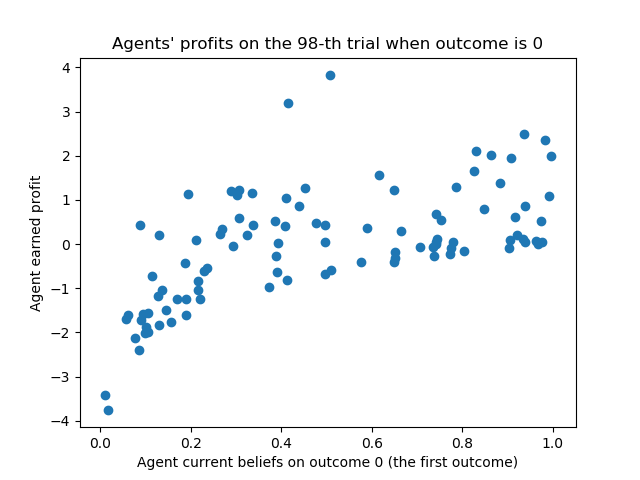 Agents' profits on the 98-th trial when outcome is 0
4
3
2
1
0
−1
−2
−3
−4
Agent earned profit
0.0 0.2 0.4 0.6 0.8 1.0
Agent current beliefs on outcome 0 (the first outcome)